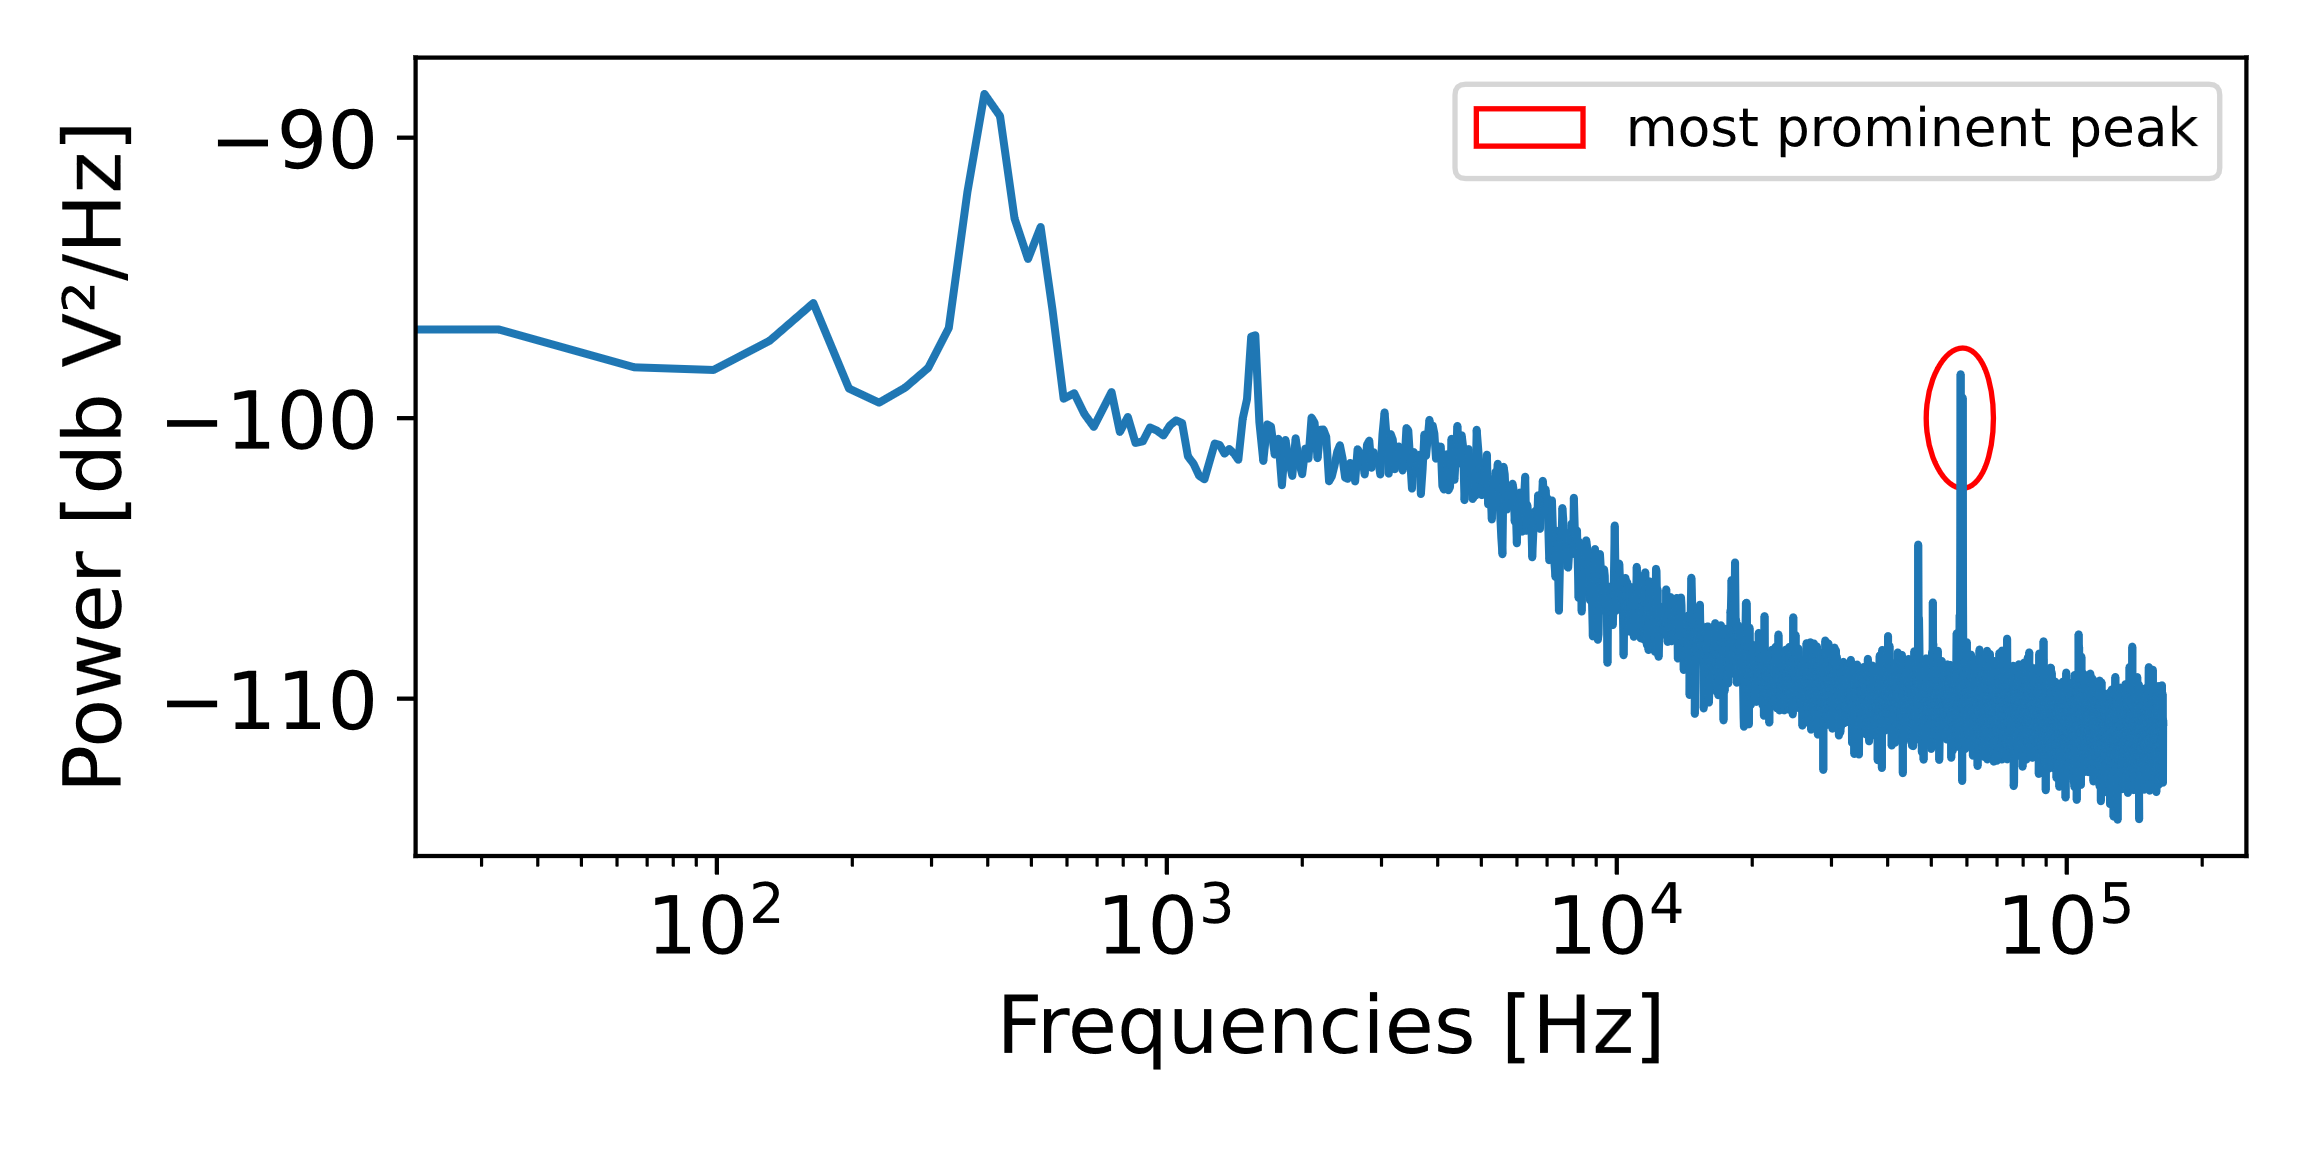 most prominent peak
−90
−100
−110
Power [db V²/Hz]
10²
10³
10⁴
10⁵
Frequencies [Hz]